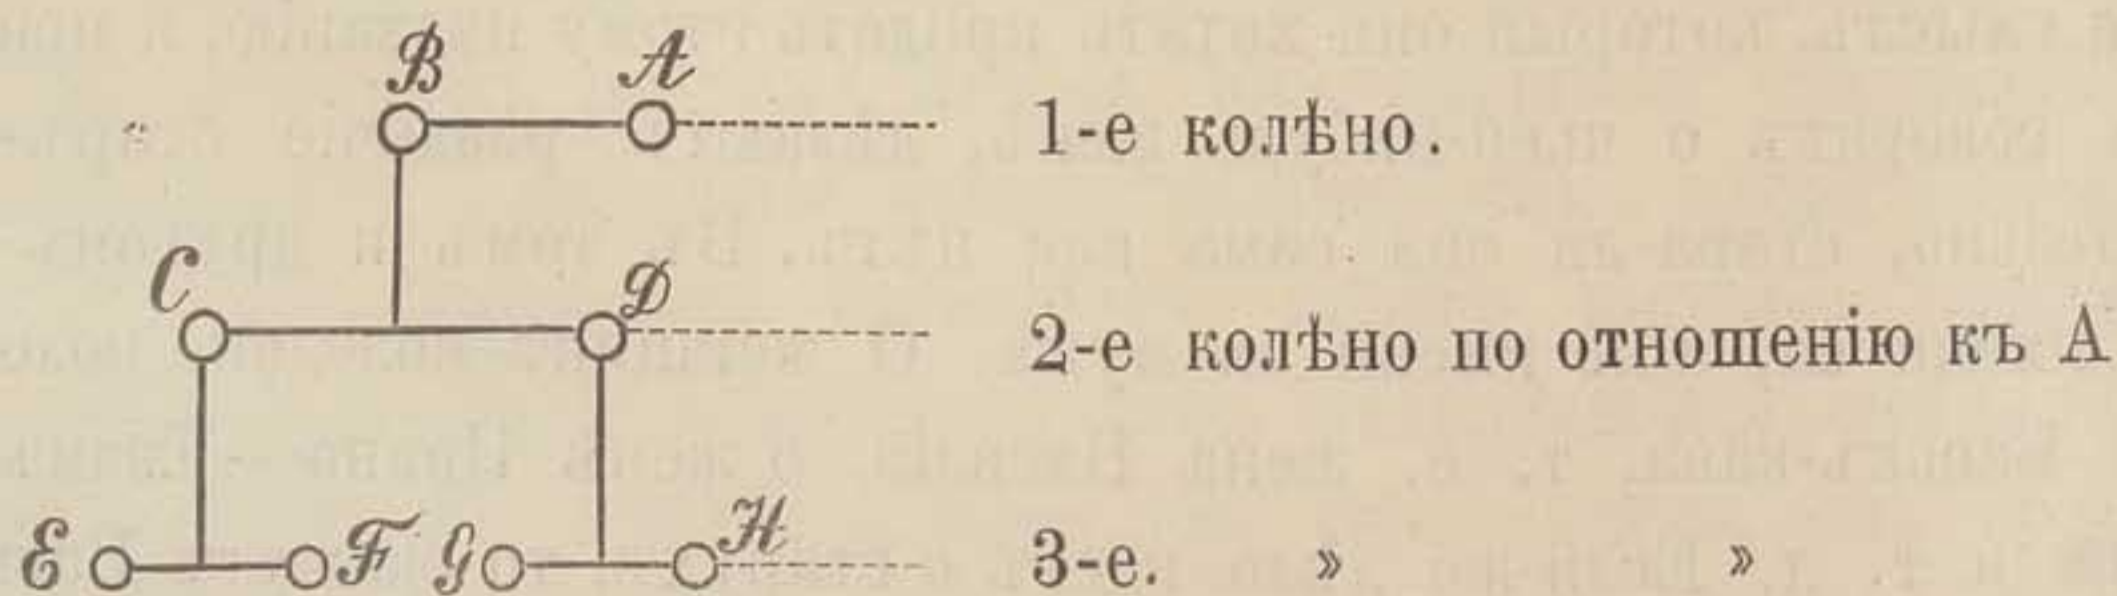 B A
1-е колѣно.
C D
2-е колѣно по отношенію къ А
E F G H
3-е. » »